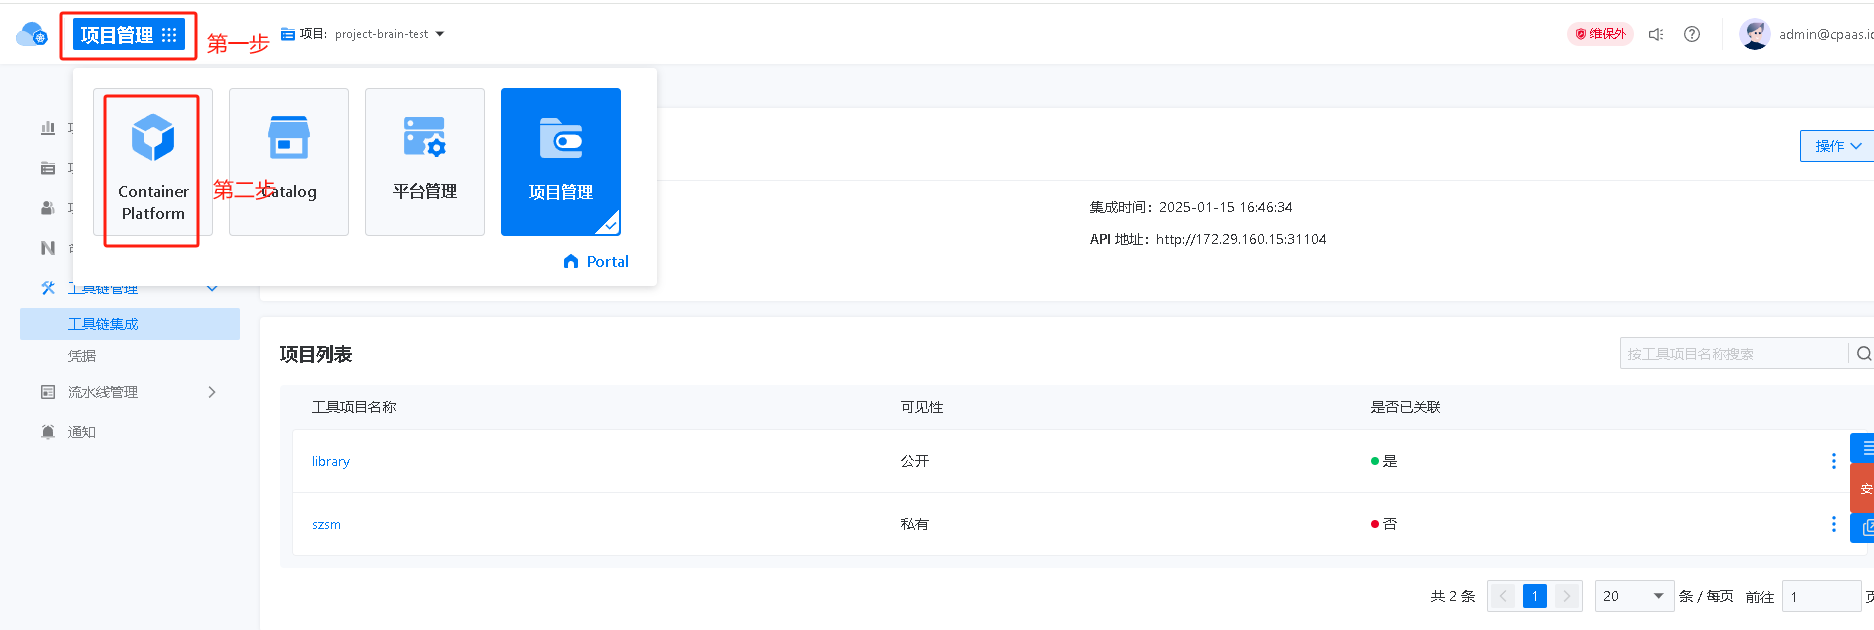 项目管理
第一步
项目: project-brain-test
维保外
admin@cpaas.i
Container
Platform
第二步
Catalog
平台管理
项目管理
Portal
操作
集成时间: 2025-01-15 16:46:34
API 地址: http://172.29.160.15:31104
工具链管理
工具链集成
凭据
流水线管理
通知
项目列表
按工具项目名称搜索
工具项目名称 可见性 是否已关联
library 公开 是
szsm 私有 否
安
共 2 条 1 20 条 / 每页 前往 1 页